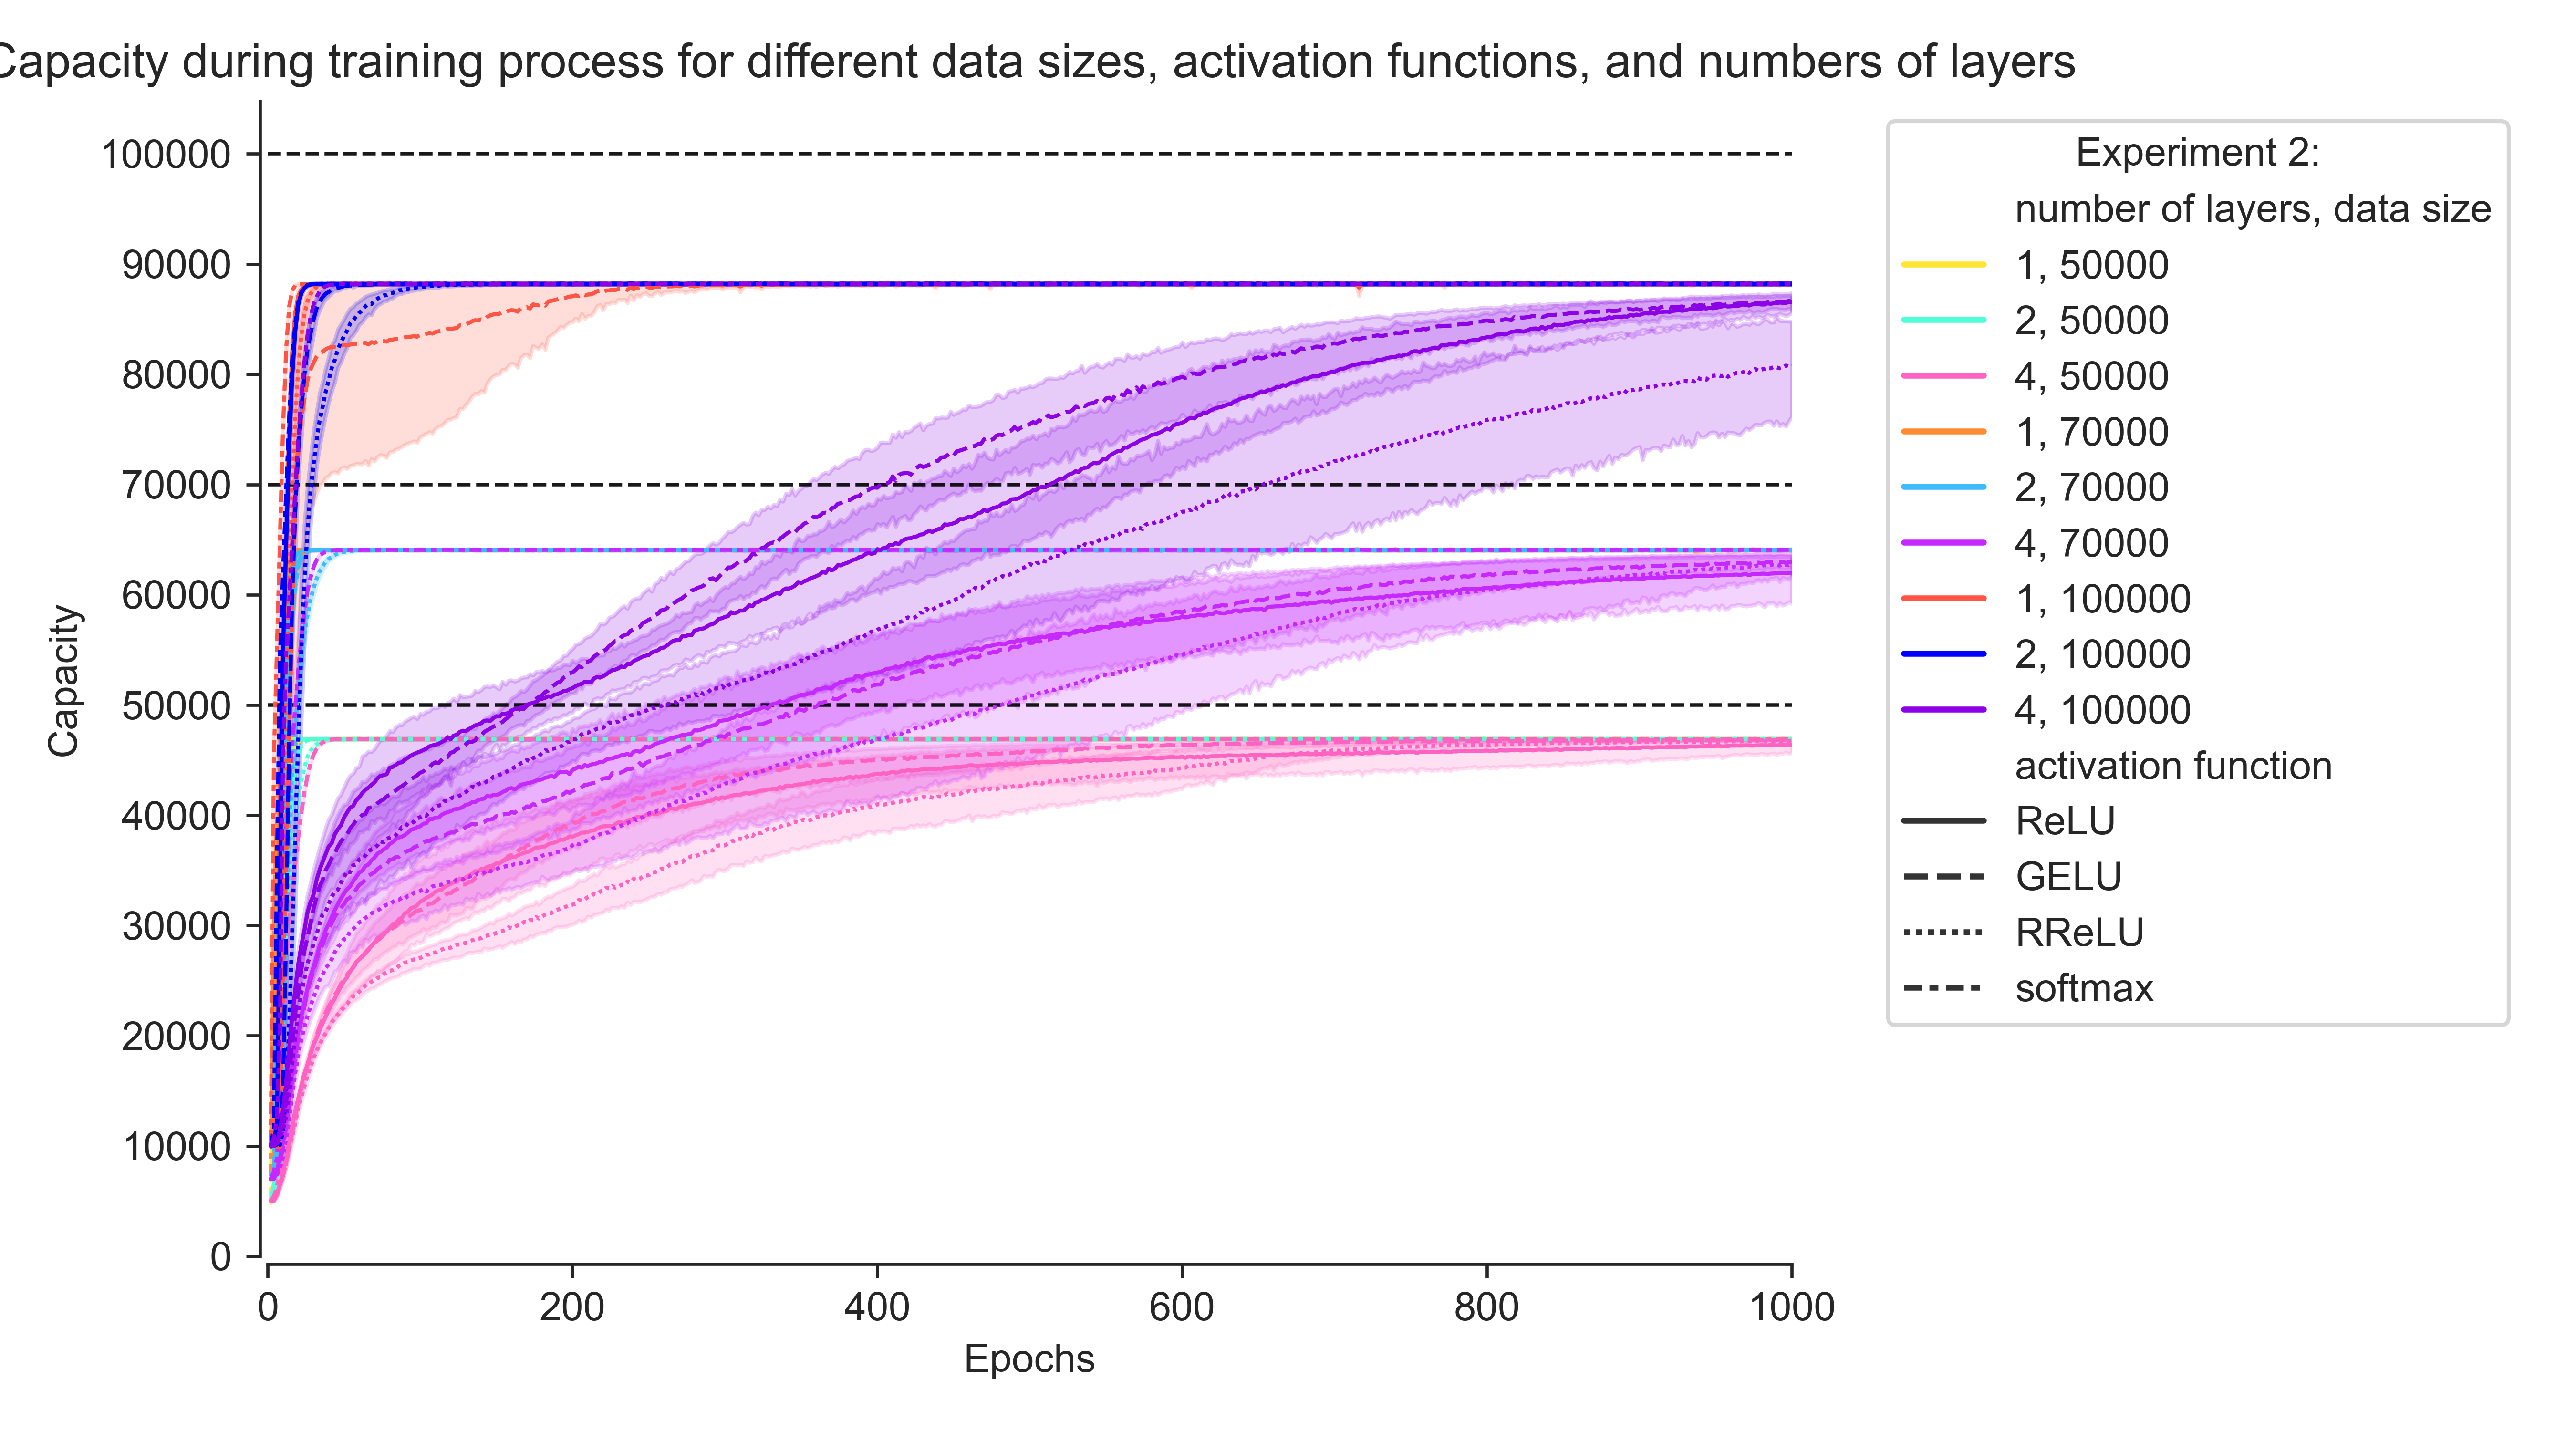 Capacity during training process for different data sizes, activation functions, and numbers of layers
100000
90000
80000
70000
60000
50000
40000
30000
20000
10000
0
Capacity
0 200 400 600 800 1000
Epochs
Experiment 2:
number of layers, data size
1, 50000
2, 50000
4, 50000
1, 70000
2, 70000
4, 70000
1, 100000
2, 100000
4, 100000
activation function
ReLU
GELU
RReLU
softmax